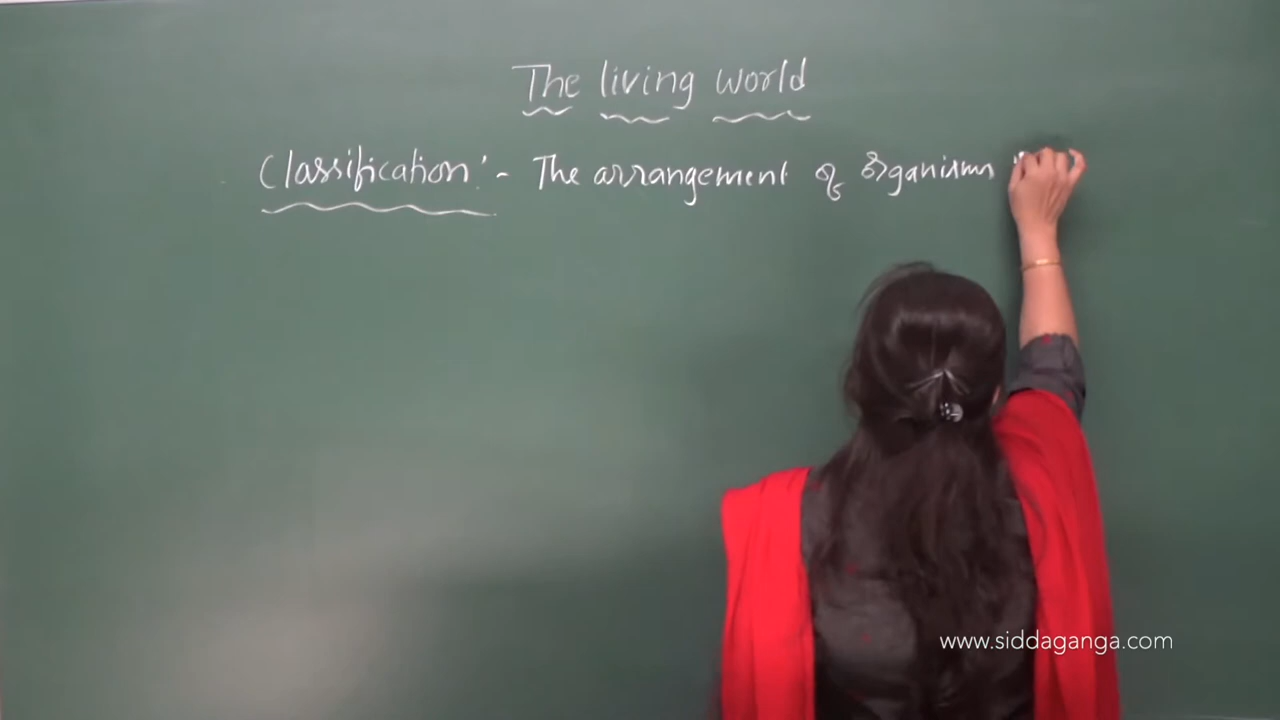 The living world
Classification :- The arrangement of organisms
www.siddaganga.com